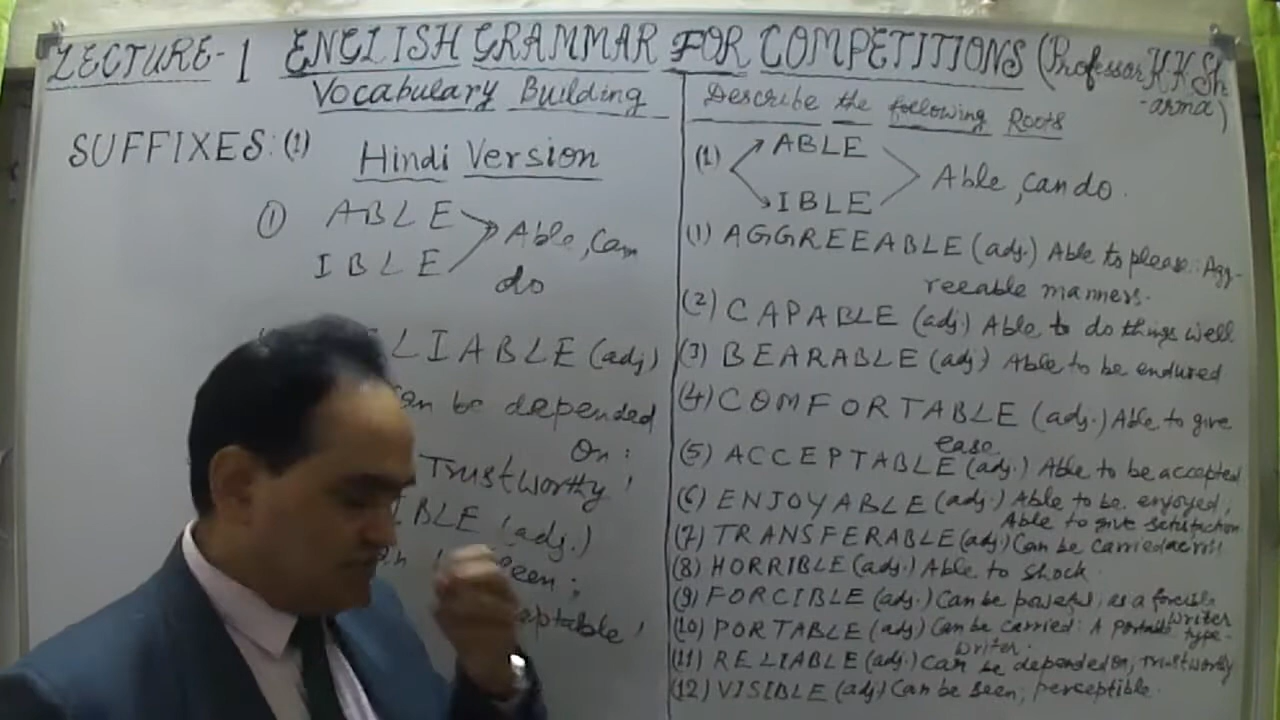 LECTURE-1 ENGLISH GRAMMAR FOR COMPETITIONS (Professor K K Sh
-arma)
Vocabulary Building
SUFFIXES: (1)
Hindi Version
① ABLE
IBLE
Able, Can
do
LIABLE (adj)
an be depended
On:
Trustworthy'
IBLE (adj.)
een;
eptable'
Describe the following Roots
(1) ABLE
IBLE
Able, can do.
(1) AGGREEABLE (adj.) Able to please: Agg-
reeable manners.
(2) CAPABLE (adj.) Able to do things well
(3) BEARABLE (adj) Able to be endured
(4) COMFORTABLE (adj.) Able to give
ease
(5) ACCEPTABLE (adj.) Able to be accepted
(6) ENJOYABLE (adj.) Able to be enjoyed,
Able to give satisfaction
(7) TRANSFERABLE (adj.) Can be carried across
(8) HORRIBLE (adj.) Able to shock.
(9) FORCIBLE (adj.) Can be powerful, as a forcible
writer
(10) PORTABLE (adj) Can be carried: A portable type-
writer.
(11) RELIABLE (adj.) Can be depended on, trustworthy
(12) VISIBLE (adj) Can be seen, perceptible.